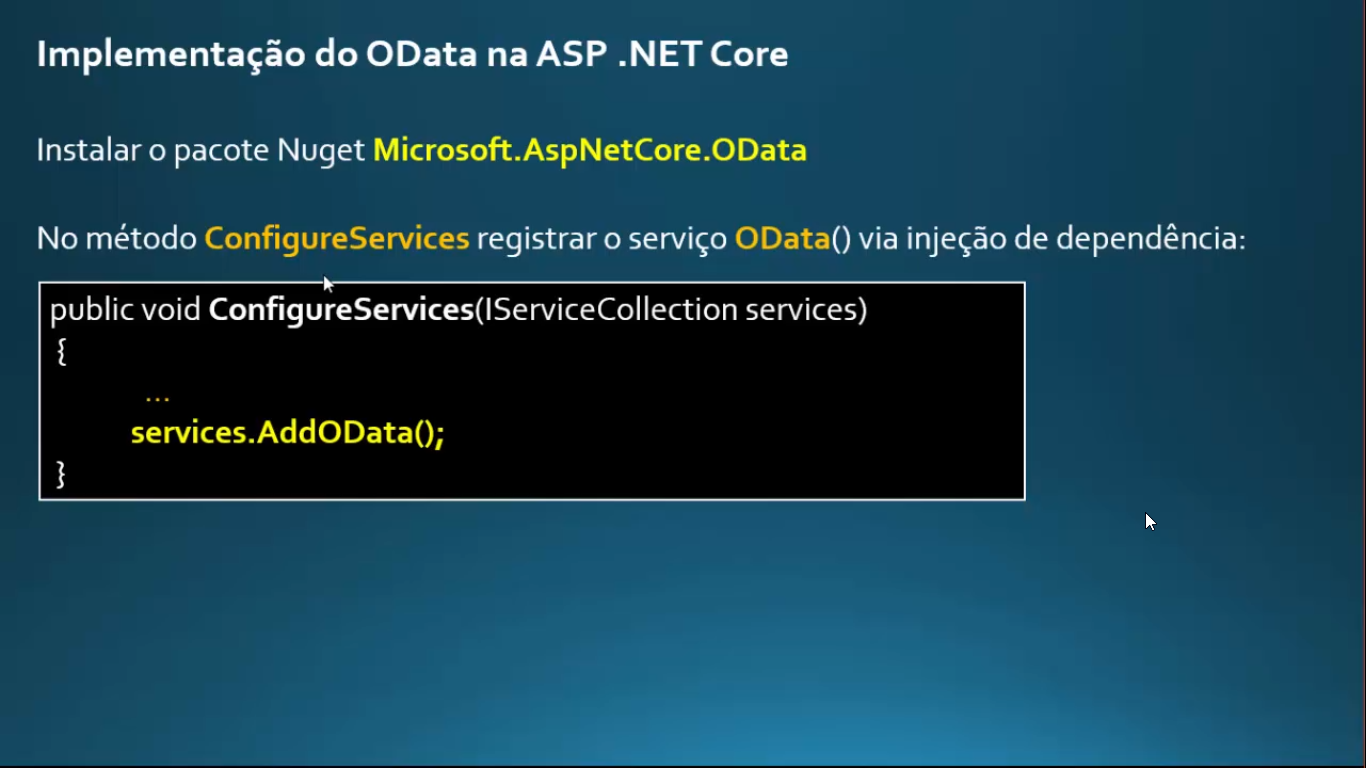 Implementação do OData na ASP .NET Core
Instalar o pacote Nuget Microsoft.AspNetCore.OData
No método ConfigureServices registrar o serviço OData() via injeção de dependência:
public void ConfigureServices(IServiceCollection services)
{
...
services.AddOData();
}